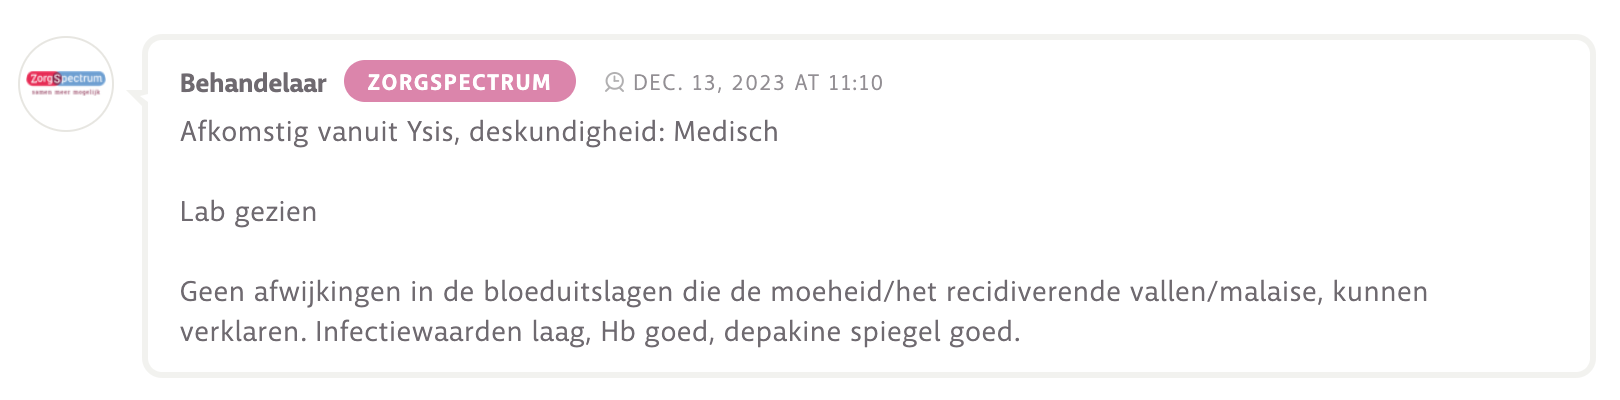 ZorgSpectrum
samen meer mogelijk
Behandelaar ZORGSPECTRUM DEC. 13, 2023 AT 11:10
Afkomstig vanuit Ysis, deskundigheid: Medisch
Lab gezien
Geen afwijkingen in de bloeduitslagen die de moeheid/het recidiverende vallen/malaise, kunnen
verklaren. Infectiewaarden laag, Hb goed, depakine spiegel goed.